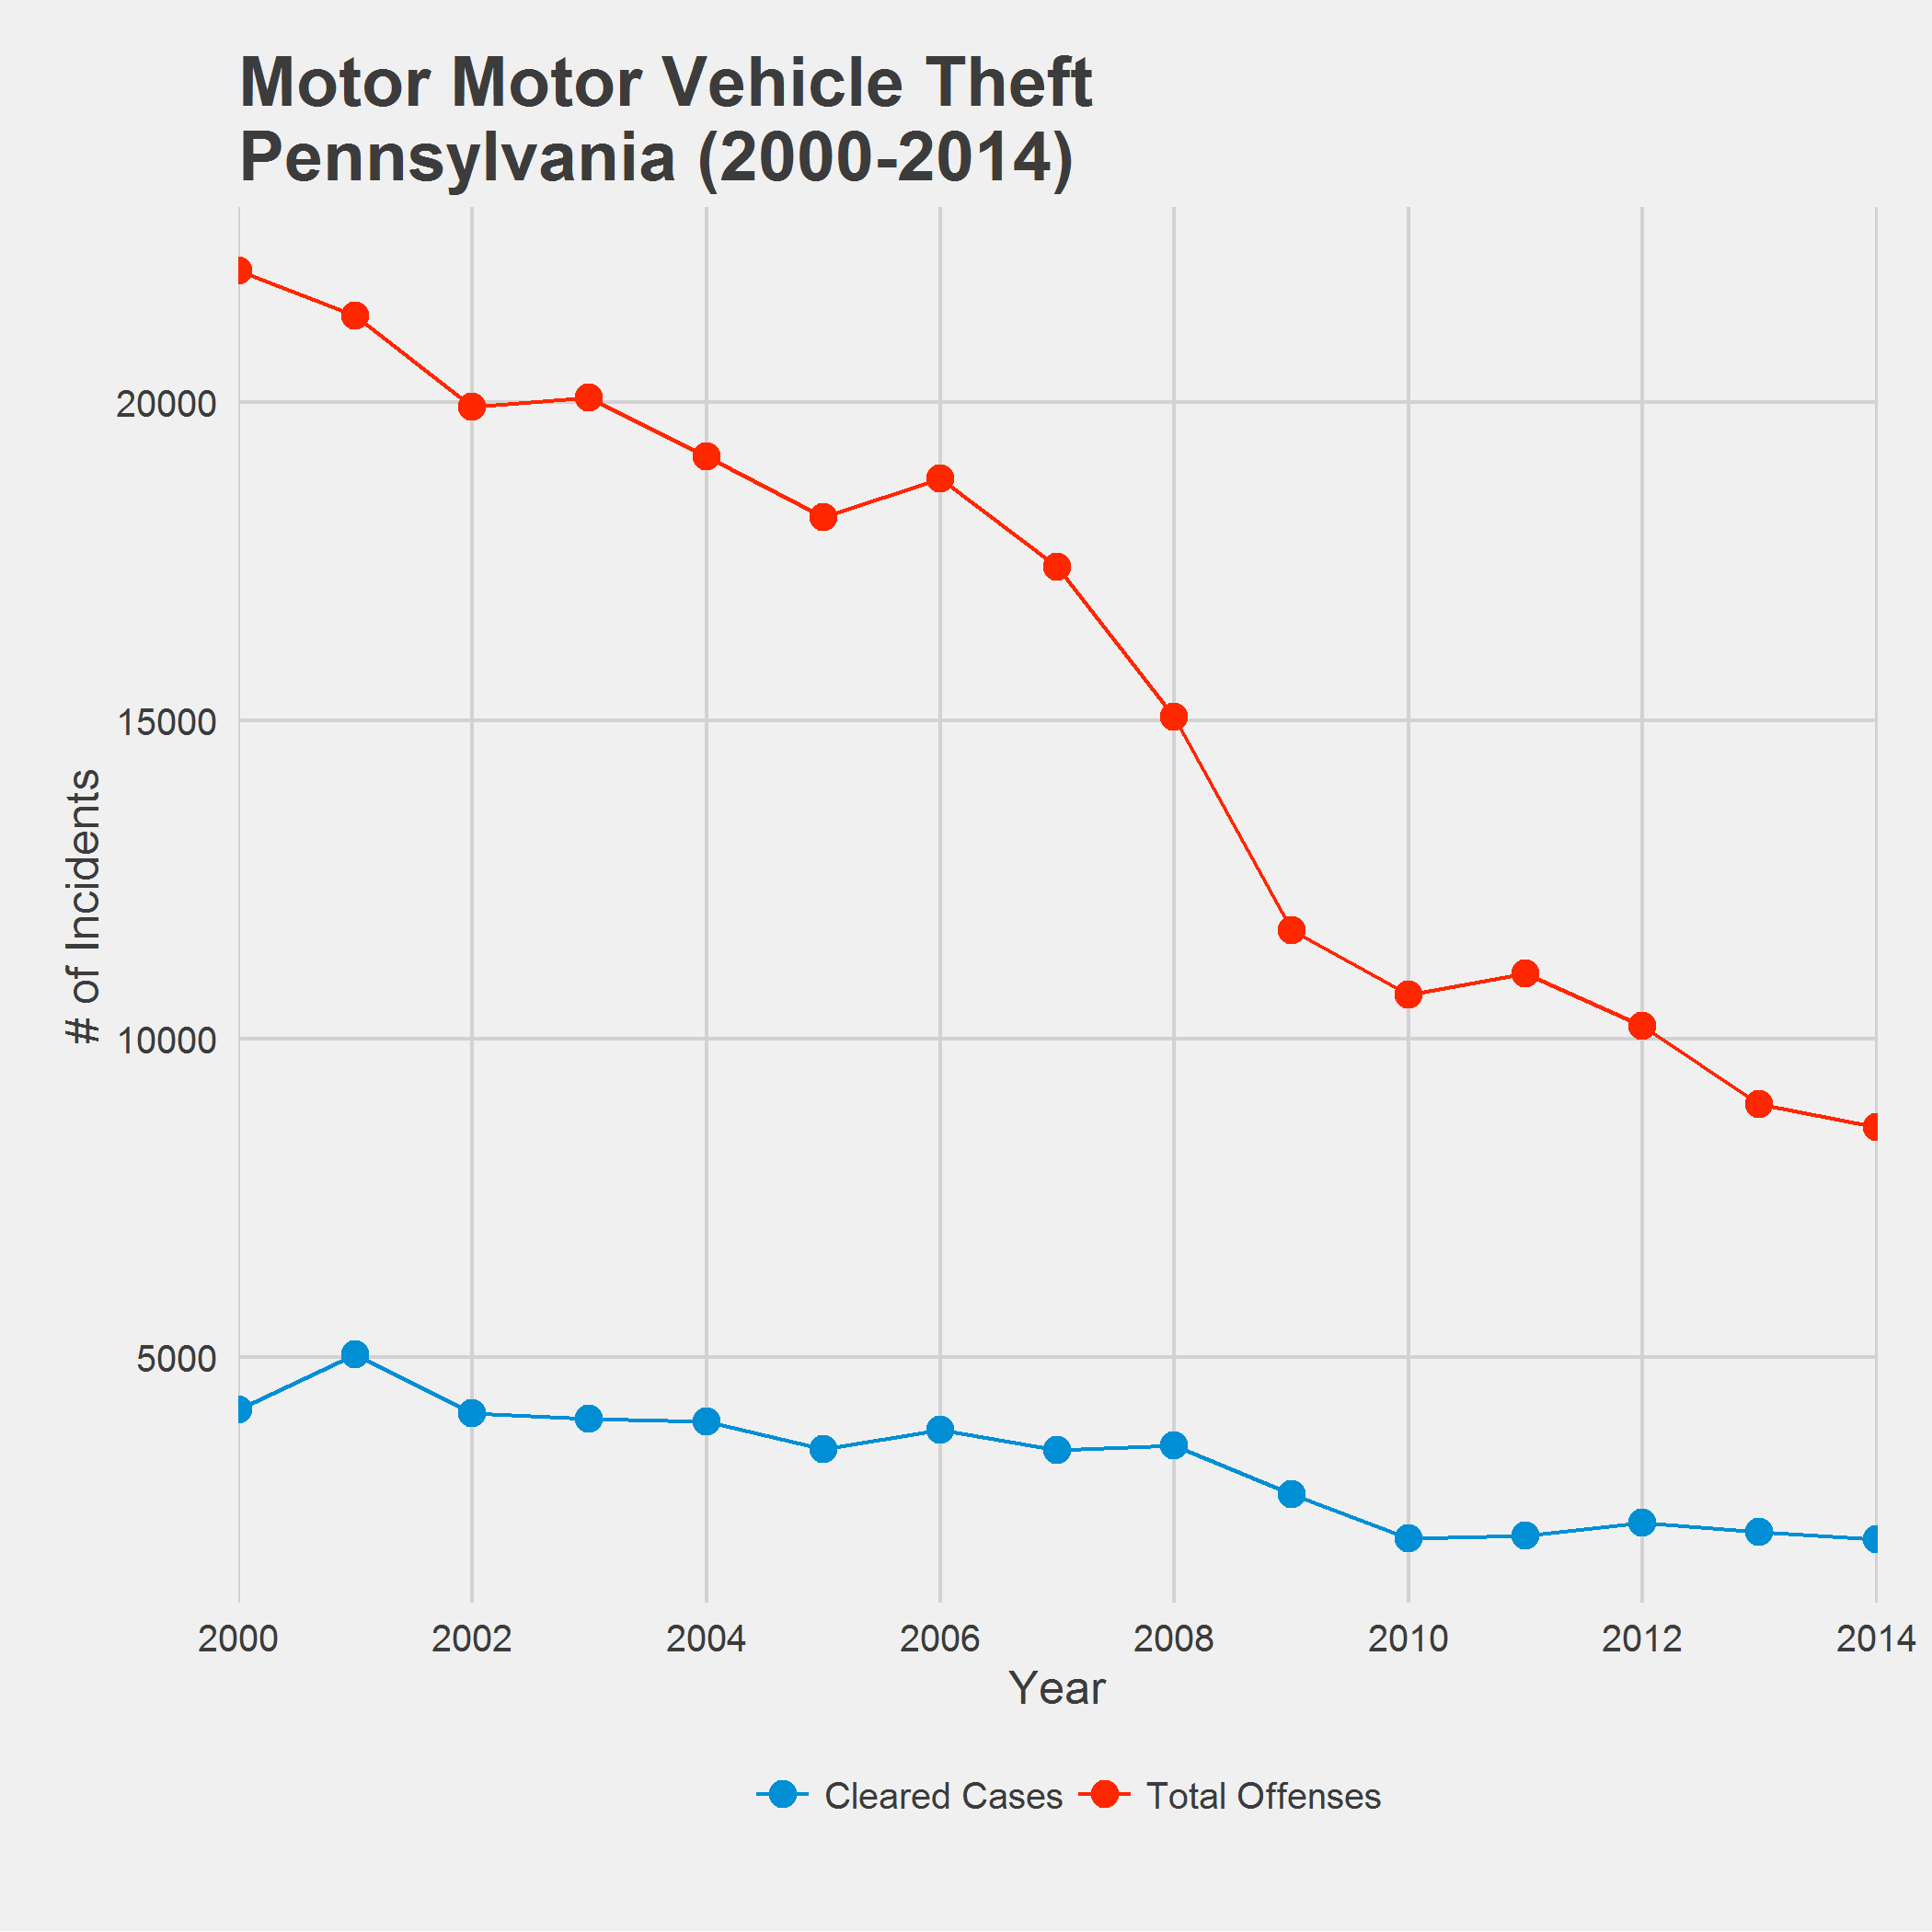 Motor Motor Vehicle Theft
Pennsylvania (2000-2014)
# of Incidents
20000
15000
10000
5000
2000 2002 2004 2006 2008 2010 2012 2014
Year
Cleared Cases Total Offenses